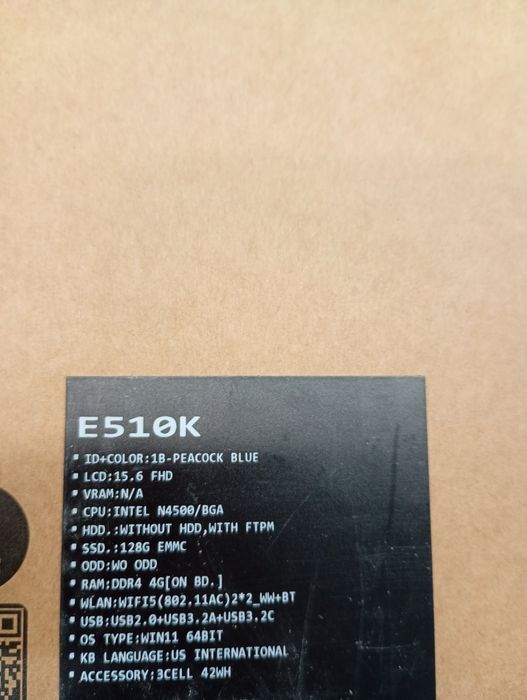 E510K
▪ ID+COLOR:1B-PEACOCK BLUE
▪ LCD:15.6 FHD
▪ VRAM:N/A
▪ CPU:INTEL N4500/BGA
▪ HDD.:WITHOUT HDD,WITH FTPM
▪ SSD.:128G EMMC
▪ ODD:WO ODD
▪ RAM:DDR4 4G[ON BD.]
▪ WLAN:WIFI5(802.11AC)2*2_WW+BT
▪ USB:USB2.0+USB3.2A+USB3.2C
▪ OS TYPE:WIN11 64BIT
▪ KB LANGUAGE:US INTERNATIONAL
▪ ACCESSORY:3CELL 42WH